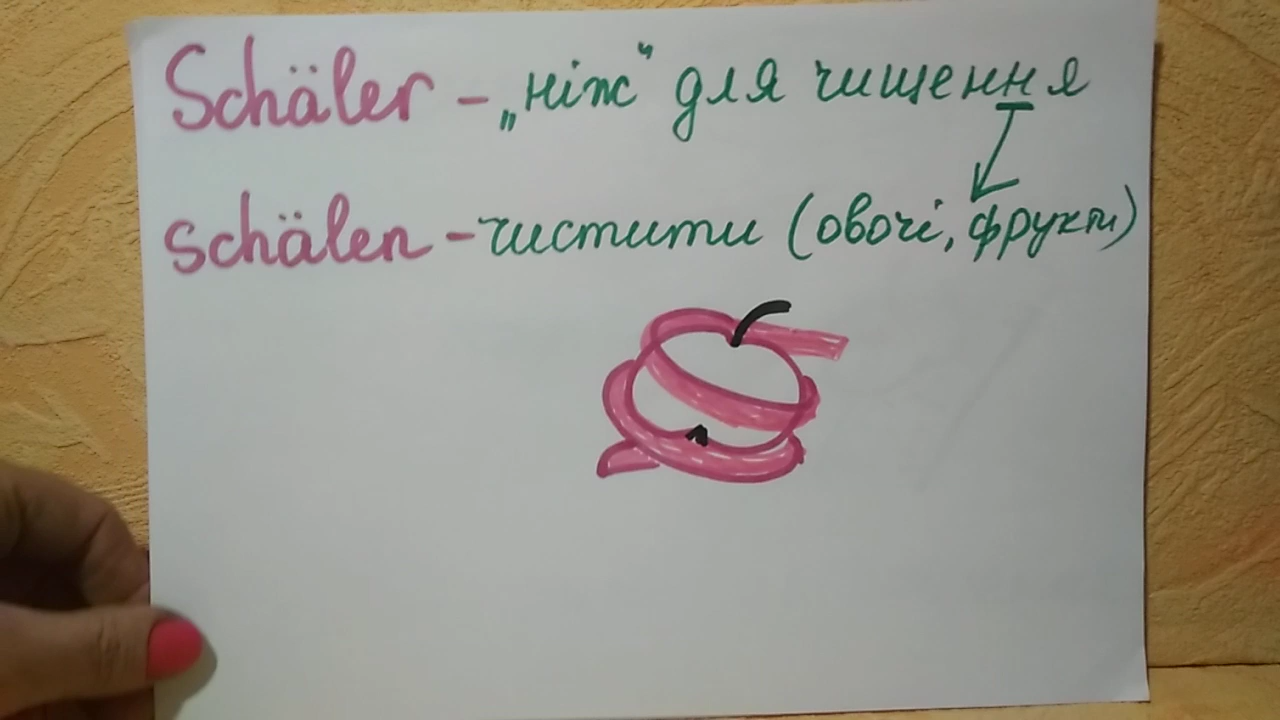 Schäler - „ніж“ для чищення
schälen - чистити (овочі, фрукти)